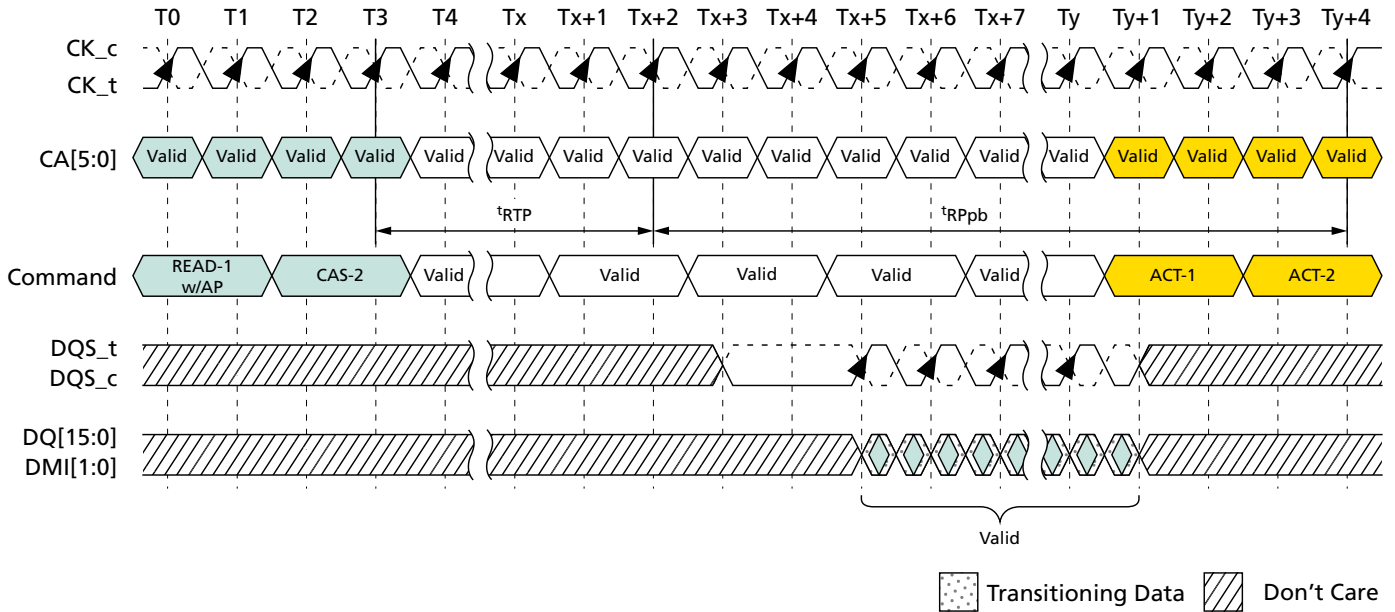 T0 T1 T2 T3 T4 Tx Tx+1 Tx+2 Tx+3 Tx+4 Tx+5 Tx+6 Tx+7 Ty Ty+1 Ty+2 Ty+3 Ty+4
CK_c
CK_t
CA[5:0] Valid Valid Valid Valid Valid Valid Valid Valid Valid Valid Valid Valid Valid Valid Valid Valid Valid Valid
tRTP tRPpb
Command READ-1 w/AP CAS-2 Valid Valid Valid Valid Valid ACT-1 ACT-2
DQS_t
DQS_c
DQ[15:0]
DMI[1:0]
Valid
Transitioning Data Don't Care